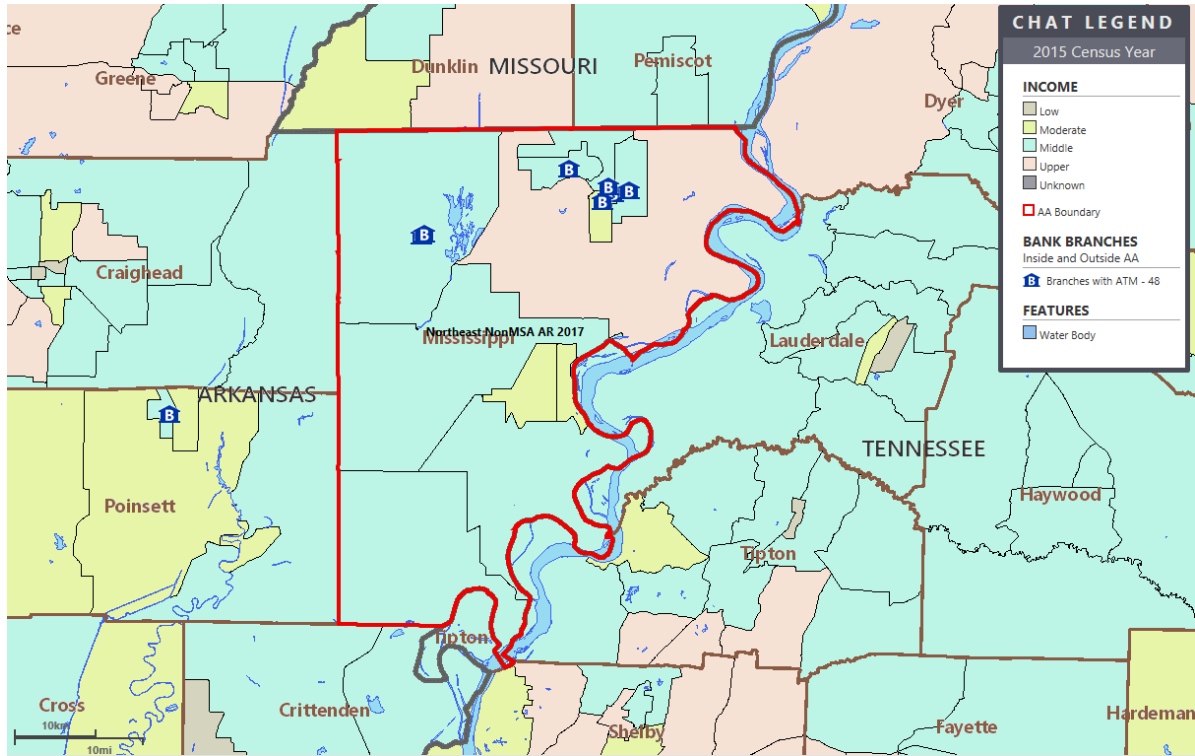 ce
Greene
Dunklin
MISSOURI
Pemiscot
Dyer
Craighead
Northeast NonMSA AR 2017
Mississippi
Lauderdale
ARKANSAS
TENNESSEE
Poinsett
Haywood
Tipton
Tipton
Cross
Crittenden
Shelby
Fayette
Hardeman
10km
10mi
B
B
B
B
B
B
CHAT LEGEND
2015 Census Year
INCOME
Low
Moderate
Middle
Upper
Unknown
AA Boundary
BANK BRANCHES
Inside and Outside AA
B Branches with ATM - 48
FEATURES
Water Body